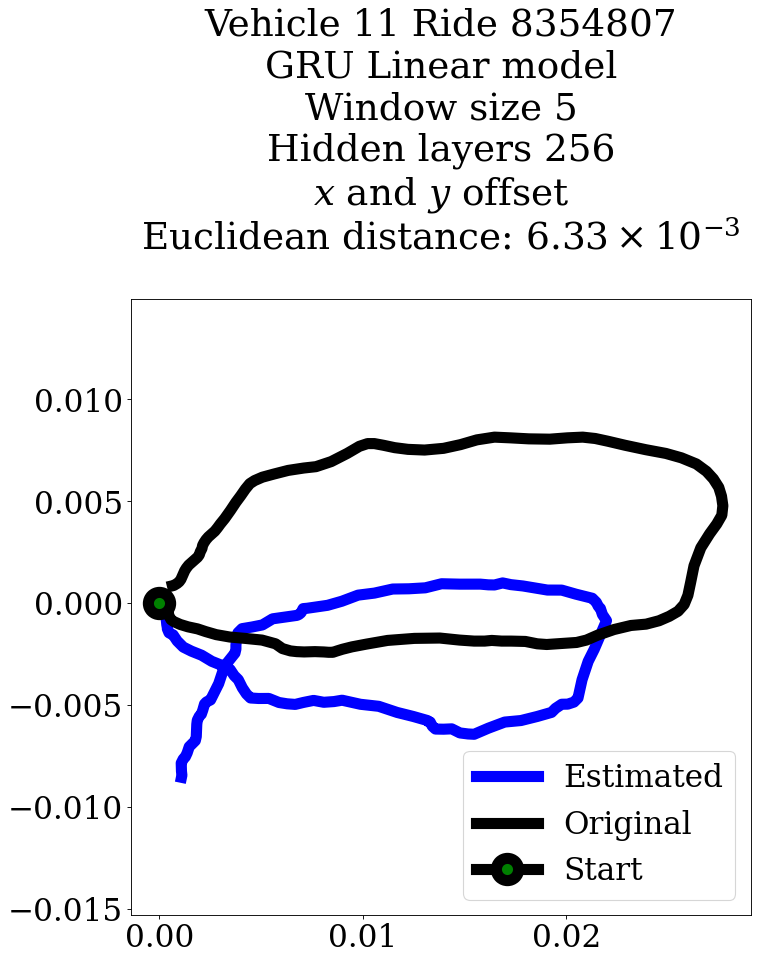 Vehicle 11 Ride 8354807
GRU Linear model
Window size 5
Hidden layers 256
x and y offset
Euclidean distance: 6.33 × 10⁻³
0.010
0.005
0.000
−0.005
−0.010
−0.015
Estimated
Original
Start
0.00 0.01 0.02